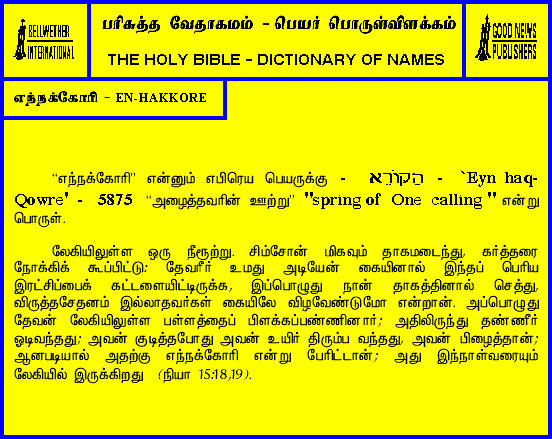 BELLWETHER
INTERNATIONAL
பரிசுத்த வேதாகமம் - பெயர் பொருள்விளக்கம்
THE HOLY BIBLE - DICTIONARY OF NAMES
GOOD NEWS
PUBLISHERS
எந்நக்கோரி - EN-HAKKORE
“எந்நக்கோரி” என்னும் எபிரெய பெயருக்கு - הַקּוֹרֵא - `Eyn haq-
Qowre' - 5875 “அழைத்தவரின் ஊற்று” "spring of One calling " என்று
பொருள்.
லேகியிலுள்ள ஒரு நீரூற்று. சிம்சோன் மிகவும் தாகமடைந்து, கர்த்தரை
நோக்கிக் கூப்பிட்டு: தேவரீர் உமது அடியேன் கையினால் இந்தப் பெரிய
இரட்சிப்பைக் கட்டளையிட்டிருக்க, இப்பொழுது நான் தாகத்தினால் செத்து,
விருத்தசேதனம் இல்லாதவர்கள் கையிலே விழவேண்டுமோ என்றான். அப்பொழுது
தேவன் லேகியிலுள்ள பள்ளத்தைப் பிளக்கப்பண்ணினார்; அதிலிருந்து தண்ணீர்
ஓடிவந்தது; அவன் குடித்தபோது அவன் உயிர் திரும்ப வந்தது, அவன் பிழைத்தான்;
ஆனபடியால் அதற்கு எந்நக்கோரி என்று பேரிட்டான்; அது இந்நாள்வரையும்
லேகியில் இருக்கிறது (நியா 15:18,19).